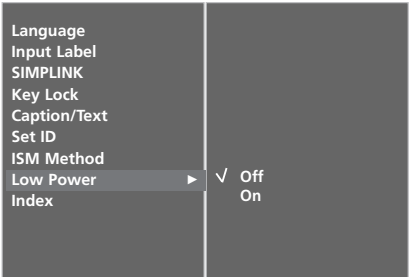 Language
Input Label
SIMPLINK
Key Lock
Caption/Text
Set ID
ISM Method
Low Power ► √ Off
On
Index